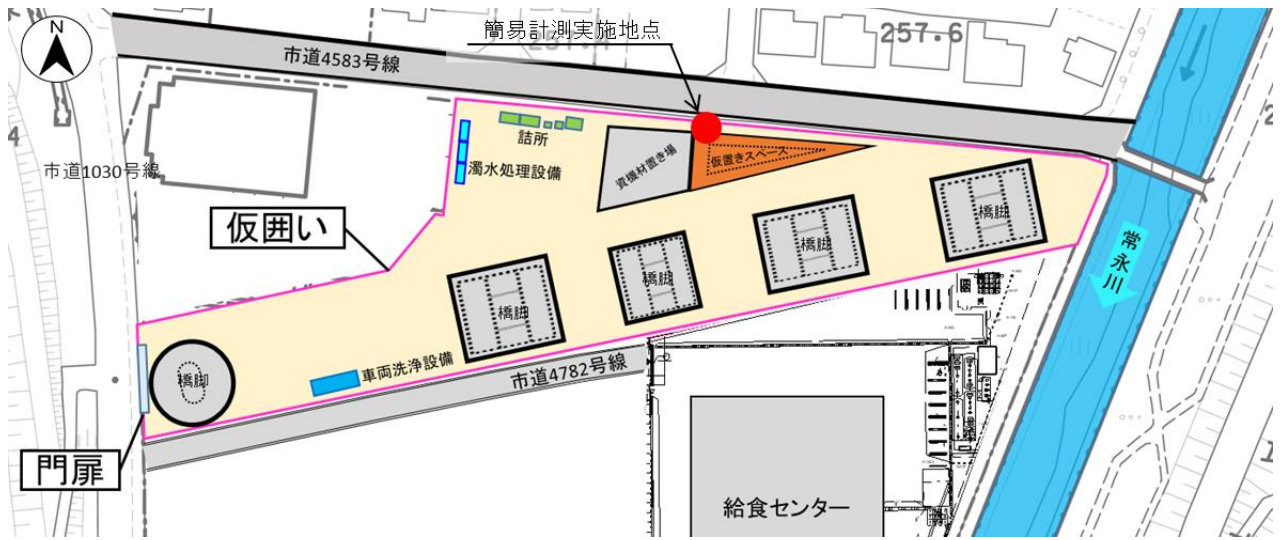 N
簡易計測実施地点
257.6
市道4583号線
詰所
資機材置き場
仮置きスペース
市道1030号線
濁水処理設備
仮囲い
橋脚
橋脚
橋脚
橋脚
橋脚
常永川
車両洗浄設備
市道4782号線
門扉
給食センター